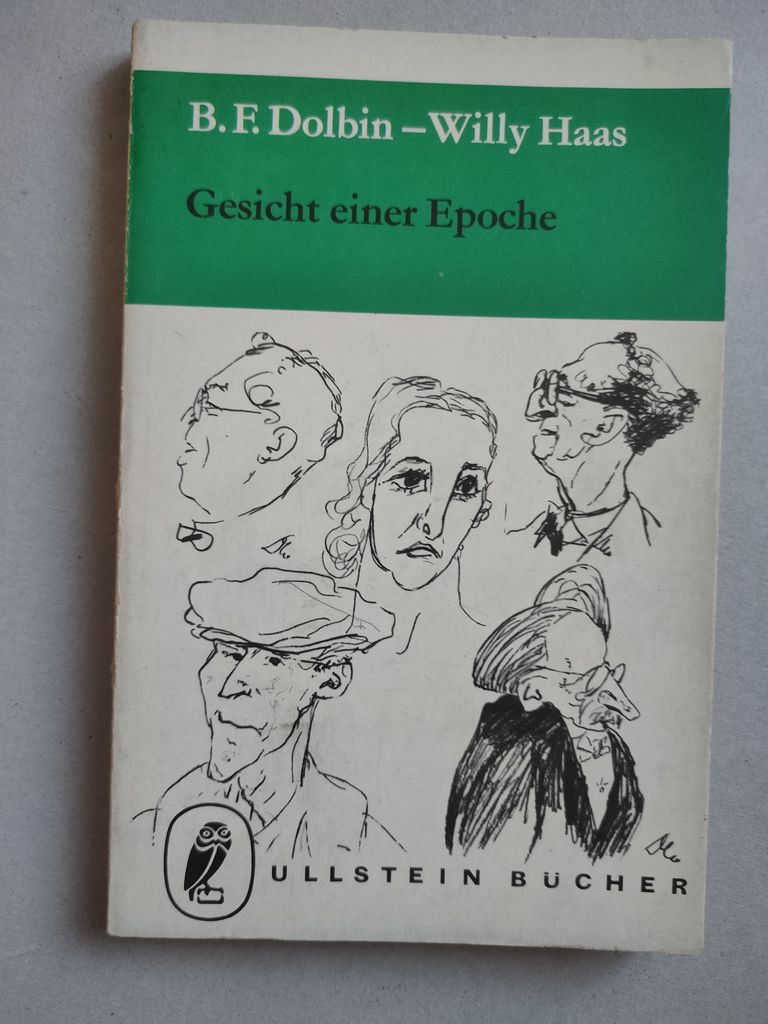 B. F. Dolbin – Willy Haas
Gesicht einer Epoche
ULLSTEIN BÜCHER